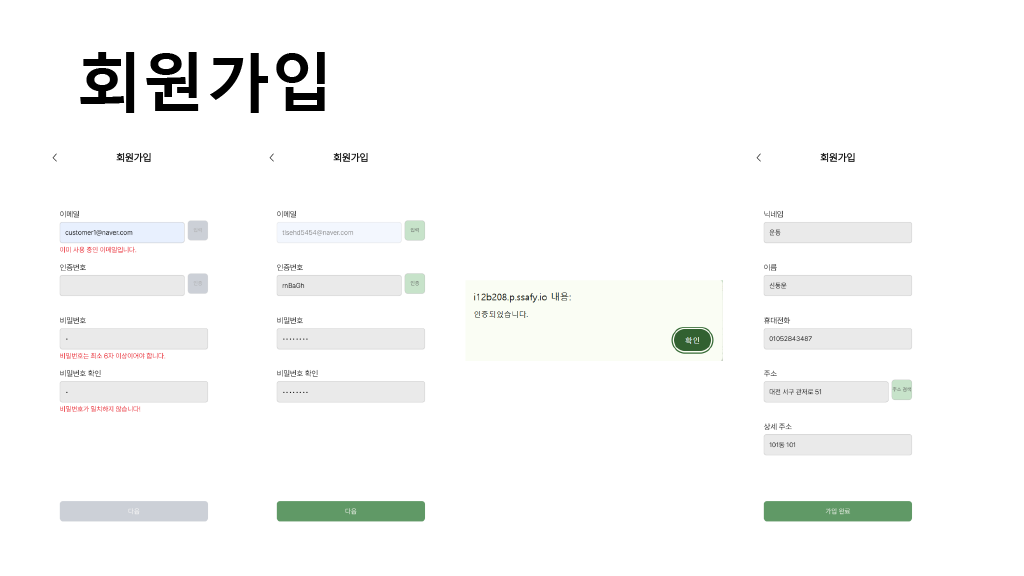 회원가입
회원가입
이메일
customer1@naver.com
이미 사용 중인 이메일입니다.
인증번호
인증
비밀번호
•
비밀번호는 최소 6자 이상이어야 합니다.
비밀번호 확인
•
비밀번호가 일치하지 않습니다!
다음
회원가입
이메일
tlsehd5454@naver.com
인증번호
rnBaGh
인증
비밀번호
••••••••
비밀번호 확인
••••••••
다음
i12b208.p.ssafy.io 내용:
인증되었습니다.
확인
회원가입
닉네임
운동
이름
신동운
휴대전화
01052843487
주소
대전 서구 관저로 51
주소 검색
상세 주소
101동 101
가입 완료